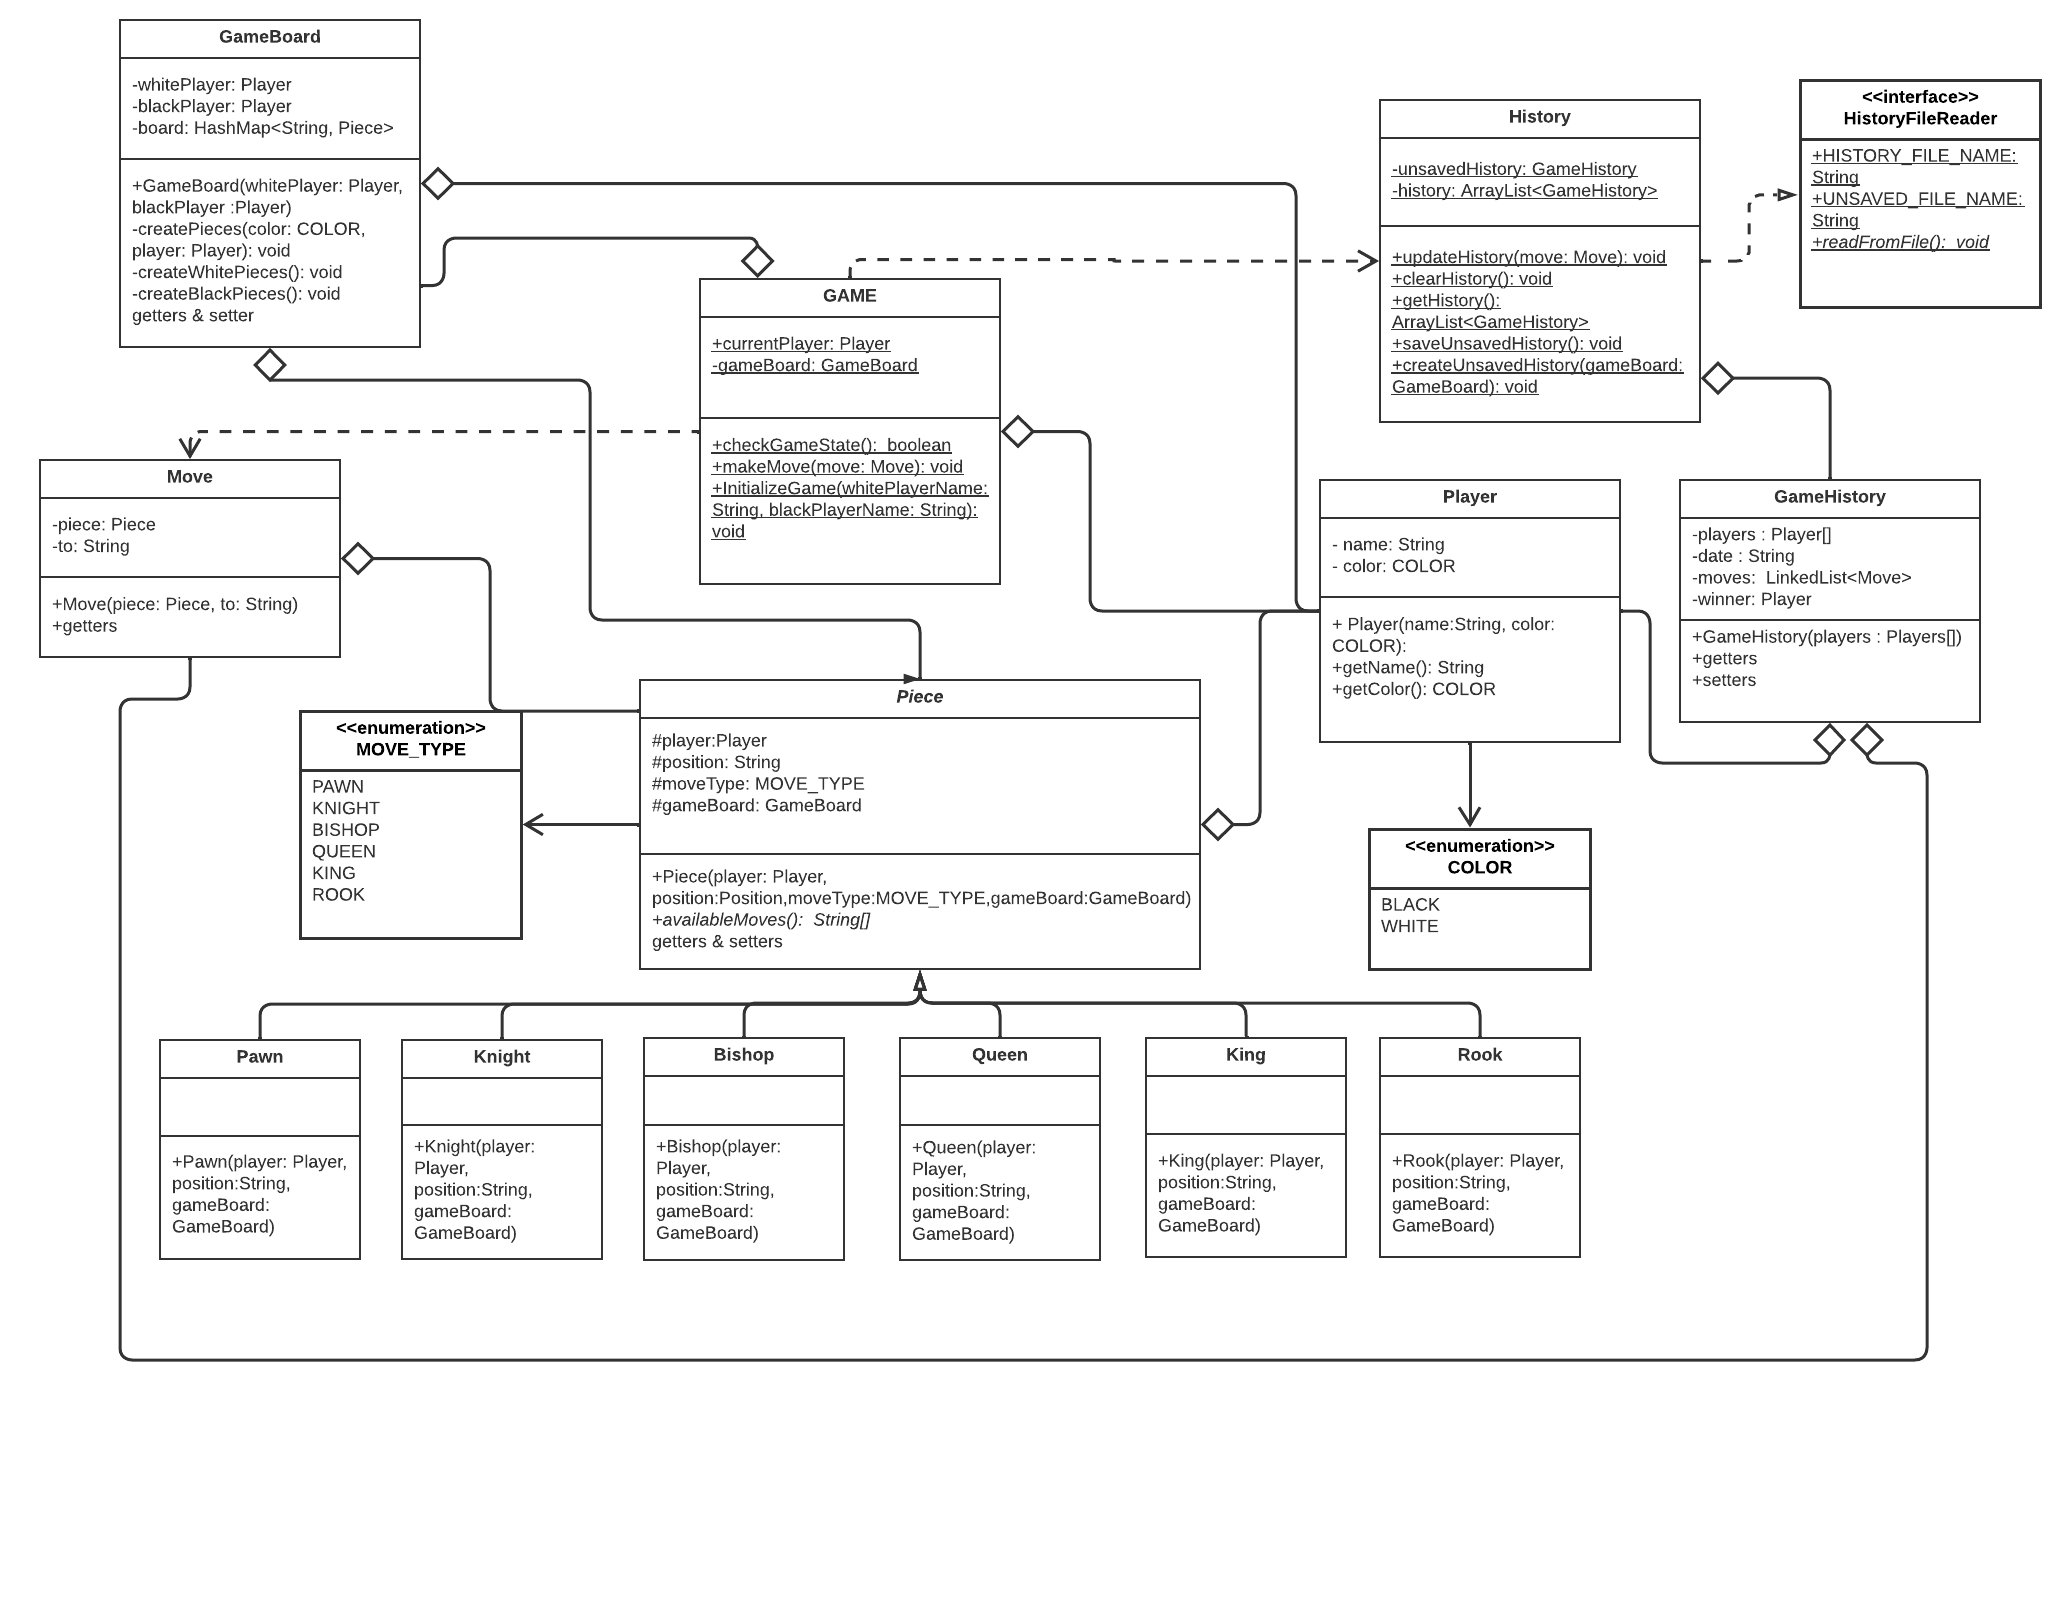 GameBoard
-whitePlayer: Player
-blackPlayer: Player
-board: HashMap<String, Piece>
+GameBoard(whitePlayer: Player,
blackPlayer :Player)
-createPieces(color: COLOR,
player: Player): void
-createWhitePieces(): void
-createBlackPieces(): void
getters & setter
History
-unsavedHistory: GameHistory
-history: ArrayList<GameHistory>
+updateHistory(move: Move): void
+clearHistory(): void
+getHistory():
ArrayList<GameHistory>
+saveUnsavedHistory(): void
+createUnsavedHistory(gameBoard:
GameBoard): void
<<interface>>
HistoryFileReader
+HISTORY_FILE_NAME:
String
+UNSAVED_FILE_NAME:
String
+readFromFile():  void
GAME
+currentPlayer: Player
-gameBoard: GameBoard
+checkGameState():  boolean
+makeMove(move: Move): void
+InitializeGame(whitePlayerName:
String, blackPlayerName: String):
void
Move
-piece: Piece
-to: String
+Move(piece: Piece, to: String)
+getters
Player
- name: String
- color: COLOR
+ Player(name:String, color:
COLOR):
+getName(): String
+getColor(): COLOR
GameHistory
-players : Player[]
-date : String
-moves:  LinkedList<Move>
-winner: Player
+GameHistory(players : Players[])
+getters
+setters
<<enumeration>>
MOVE_TYPE
PAWN
KNIGHT
BISHOP
QUEEN
KING
ROOK
Piece
#player:Player
#position: String
#moveType: MOVE_TYPE
#gameBoard: GameBoard
+Piece(player: Player,
position:Position,moveType:MOVE_TYPE,gameBoard:GameBoard)
+availableMoves():  String[]
getters & setters
<<enumeration>>
COLOR
BLACK
WHITE
Pawn
+Pawn(player: Player,
position:String,
gameBoard:
GameBoard)
Knight
+Knight(player:
Player,
position:String,
gameBoard:
GameBoard)
Bishop
+Bishop(player:
Player,
position:String,
gameBoard:
GameBoard)
Queen
+Queen(player:
Player,
position:String,
gameBoard:
GameBoard)
King
+King(player: Player,
position:String,
gameBoard:
GameBoard)
Rook
+Rook(player: Player,
position:String,
gameBoard:
GameBoard)